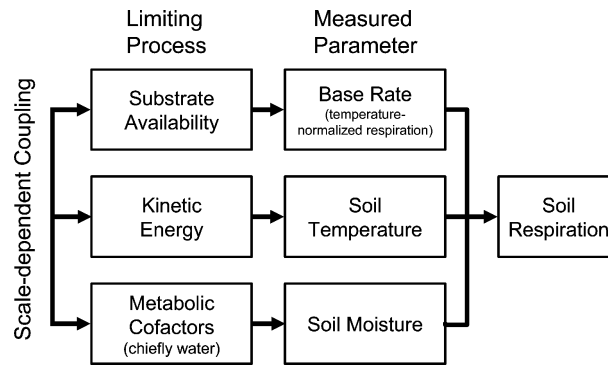 Limiting
Process
Measured
Parameter
Scale-dependent Coupling
Substrate
Availability
Base Rate
(temperature-
normalized respiration)
Kinetic
Energy
Soil
Temperature
Soil
Respiration
Metabolic
Cofactors
(chiefly water)
Soil Moisture